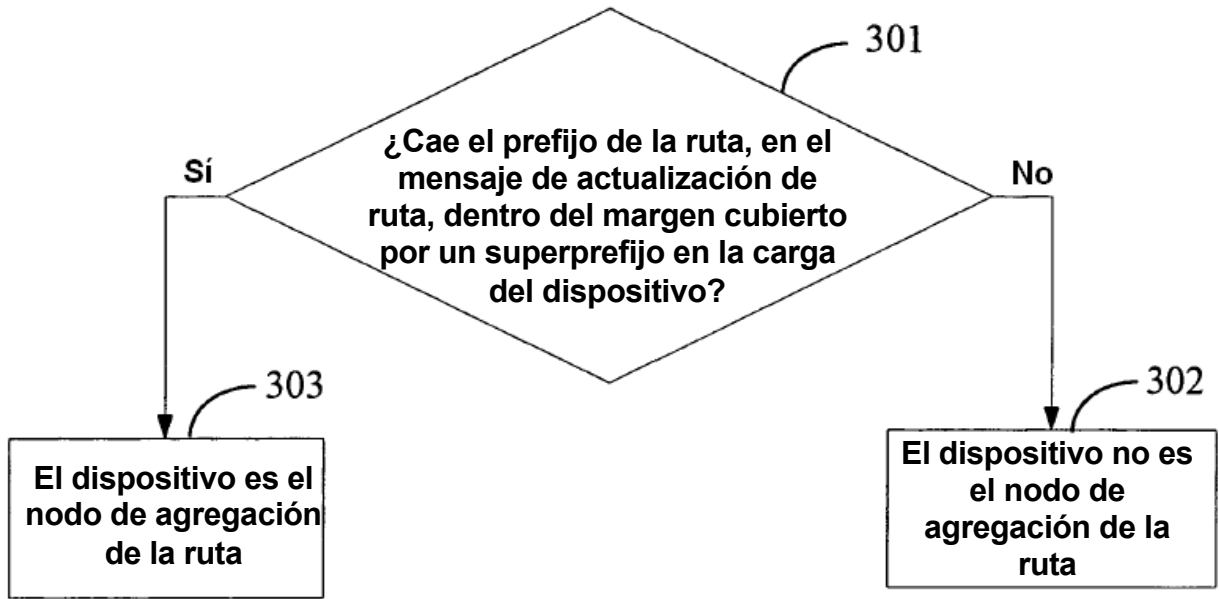 301
¿Cae el prefijo de la ruta, en el
mensaje de actualización de
ruta, dentro del margen cubierto
por un superprefijo en la carga
del dispositivo?
Sí
No
303
302
El dispositivo es el
nodo de agregación
de la ruta
El dispositivo no es
el nodo de
agregación de la
ruta